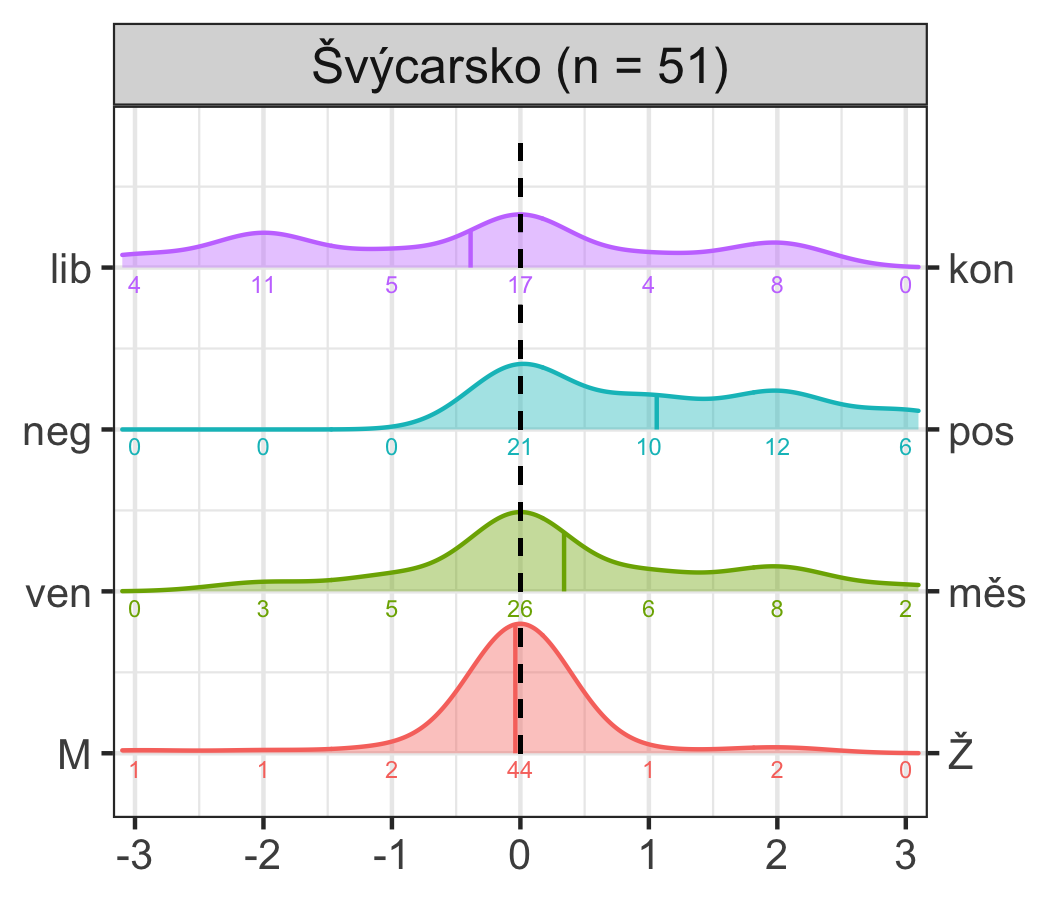 Švýcarsko (n = 51)
lib kon
4 11 5 17 4 8 0
neg pos
0 0 0 21 10 12 6
ven měs
0 3 5 26 6 8 2
M Ž
1 1 2 44 1 2 0
-3 -2 -1 0 1 2 3